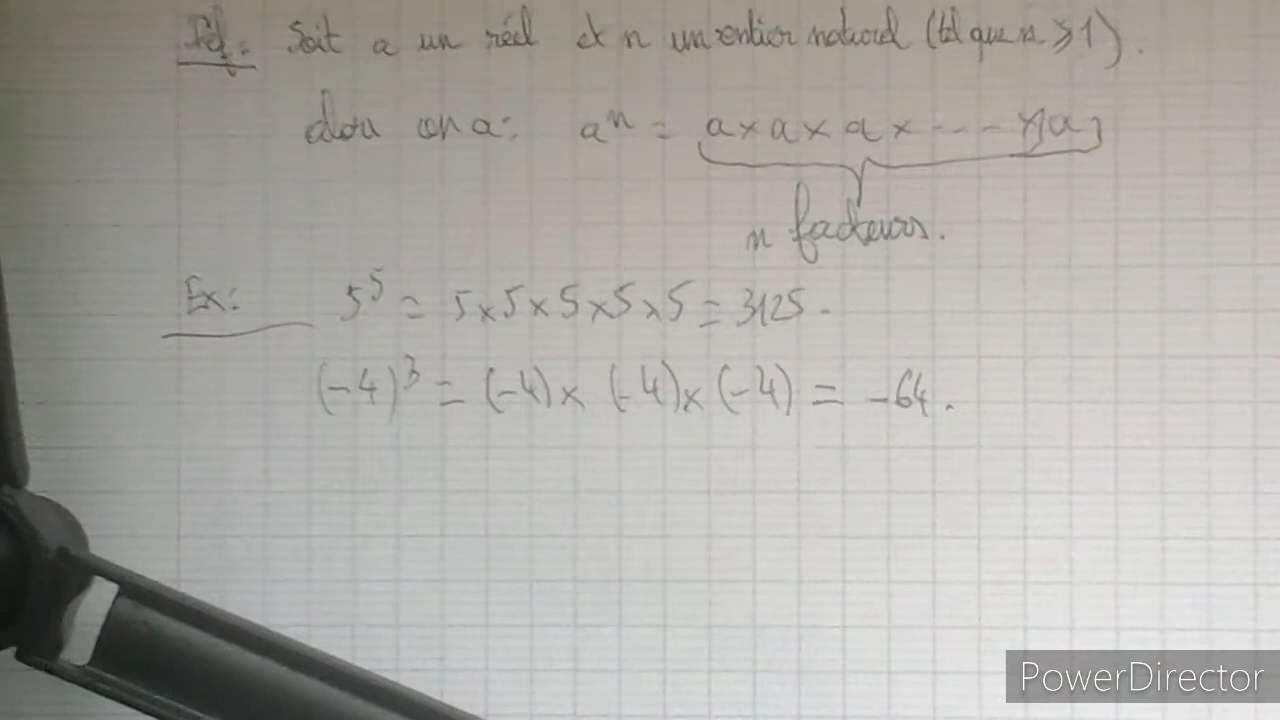 Def: Soit a un réel et n un entier naturel (tel que n ⩾ 1).
alors on a: aⁿ = a × a × a × - - - × a
n facteurs.
Ex: 5⁵ = 5 × 5 × 5 × 5 × 5 = 3125.
(-4)³ = (-4) × (-4) × (-4) = -64.
PowerDirector